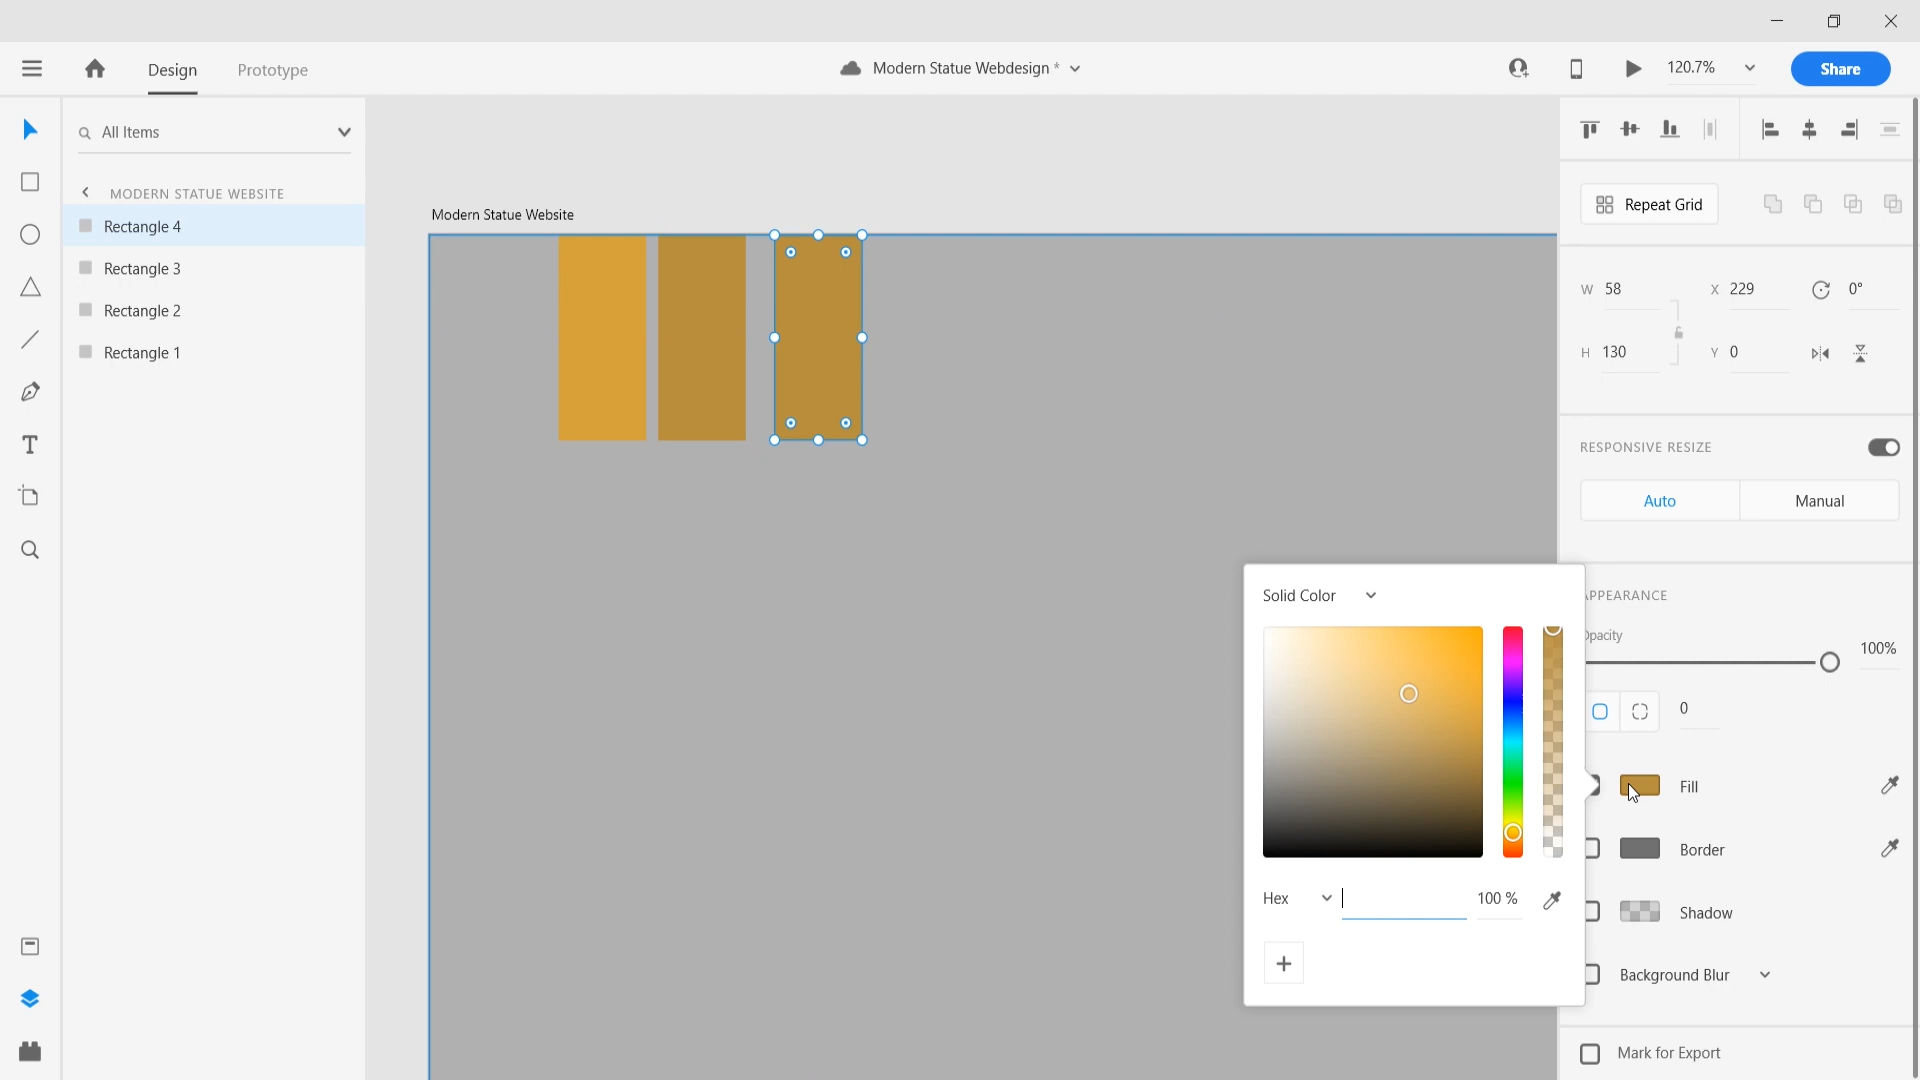 Design
Prototype
Modern Statue Webdesign *
120.7%
Share
All Items
MODERN STATUE WEBSITE
Rectangle 4
Rectangle 3
Rectangle 2
Rectangle 1
Modern Statue Website
Repeat Grid
W 58
X 229
0°
H 130
Y 0
RESPONSIVE RESIZE
Auto
Manual
Solid Color
Hex
100 %
+
APPEARANCE
Opacity
100%
0
Fill
Border
Shadow
Background Blur
Mark for Export